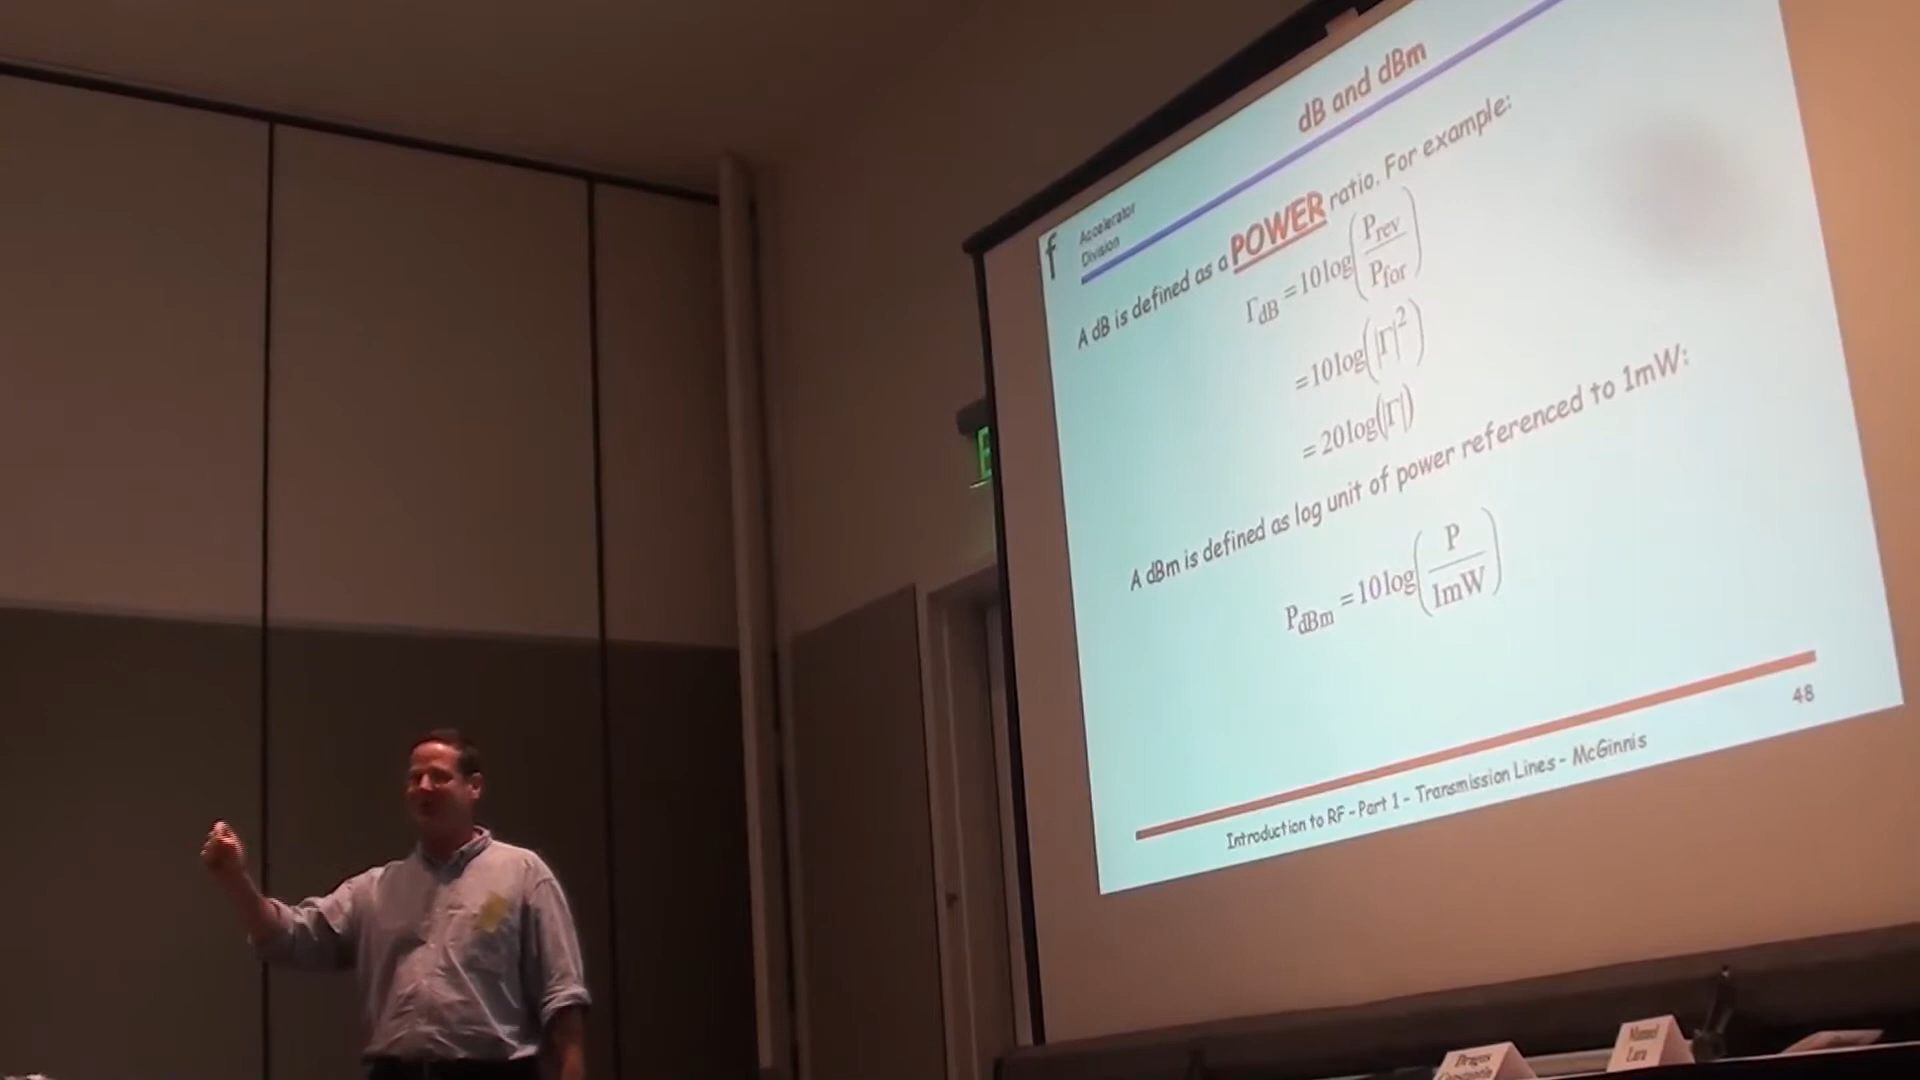 dB and dBm
f Accelerator
Division
A dB is defined as a POWER ratio. For example:
Γ_dB = 10log(P_rev/P_for)
= 10log(|Γ|²)
= 20log(|Γ|)
A dBm is defined as log unit of power referenced to 1mW:
P_dBm = 10log(P/1mW)
48
Introduction to RF - Part 1 - Transmission Lines - McGinnis
E
Dragos
Manuel
Lara